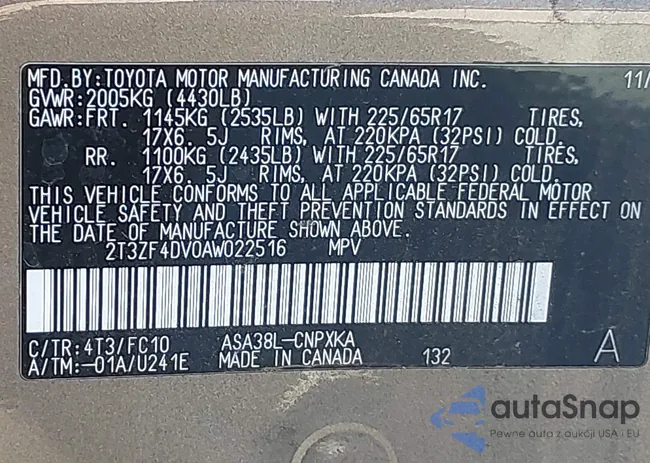 MFD. BY: TOYOTA MOTOR MANUFACTURING CANADA INC. 11/
GVWR: 2005KG (4430LB)
GAWR: FRT. 1145KG (2535LB) WITH 225/65R17 TIRES,
17X6. 5J RIMS, AT 220KPA (32PSI) COLD.
RR. 1100KG (2435LB) WITH 225/65R17 TIRES,
17X6. 5J RIMS, AT 220KPA (32PSI) COLD.
THIS VEHICLE CONFORMS TO ALL APPLICABLE FEDERAL MOTOR
VEHICLE SAFETY AND THEFT PREVENTION STANDARDS IN EFFECT ON
THE DATE OF MANUFACTURE SHOWN ABOVE.
2T3ZF4DV0AW022516 MPV
C/TR: 4T3/FC10 ASA38L-CNPXKA
A/TM: -01A/U241E MADE IN CANADA 132 A
autaSnap
Pewne auta z aukcji USA i EU